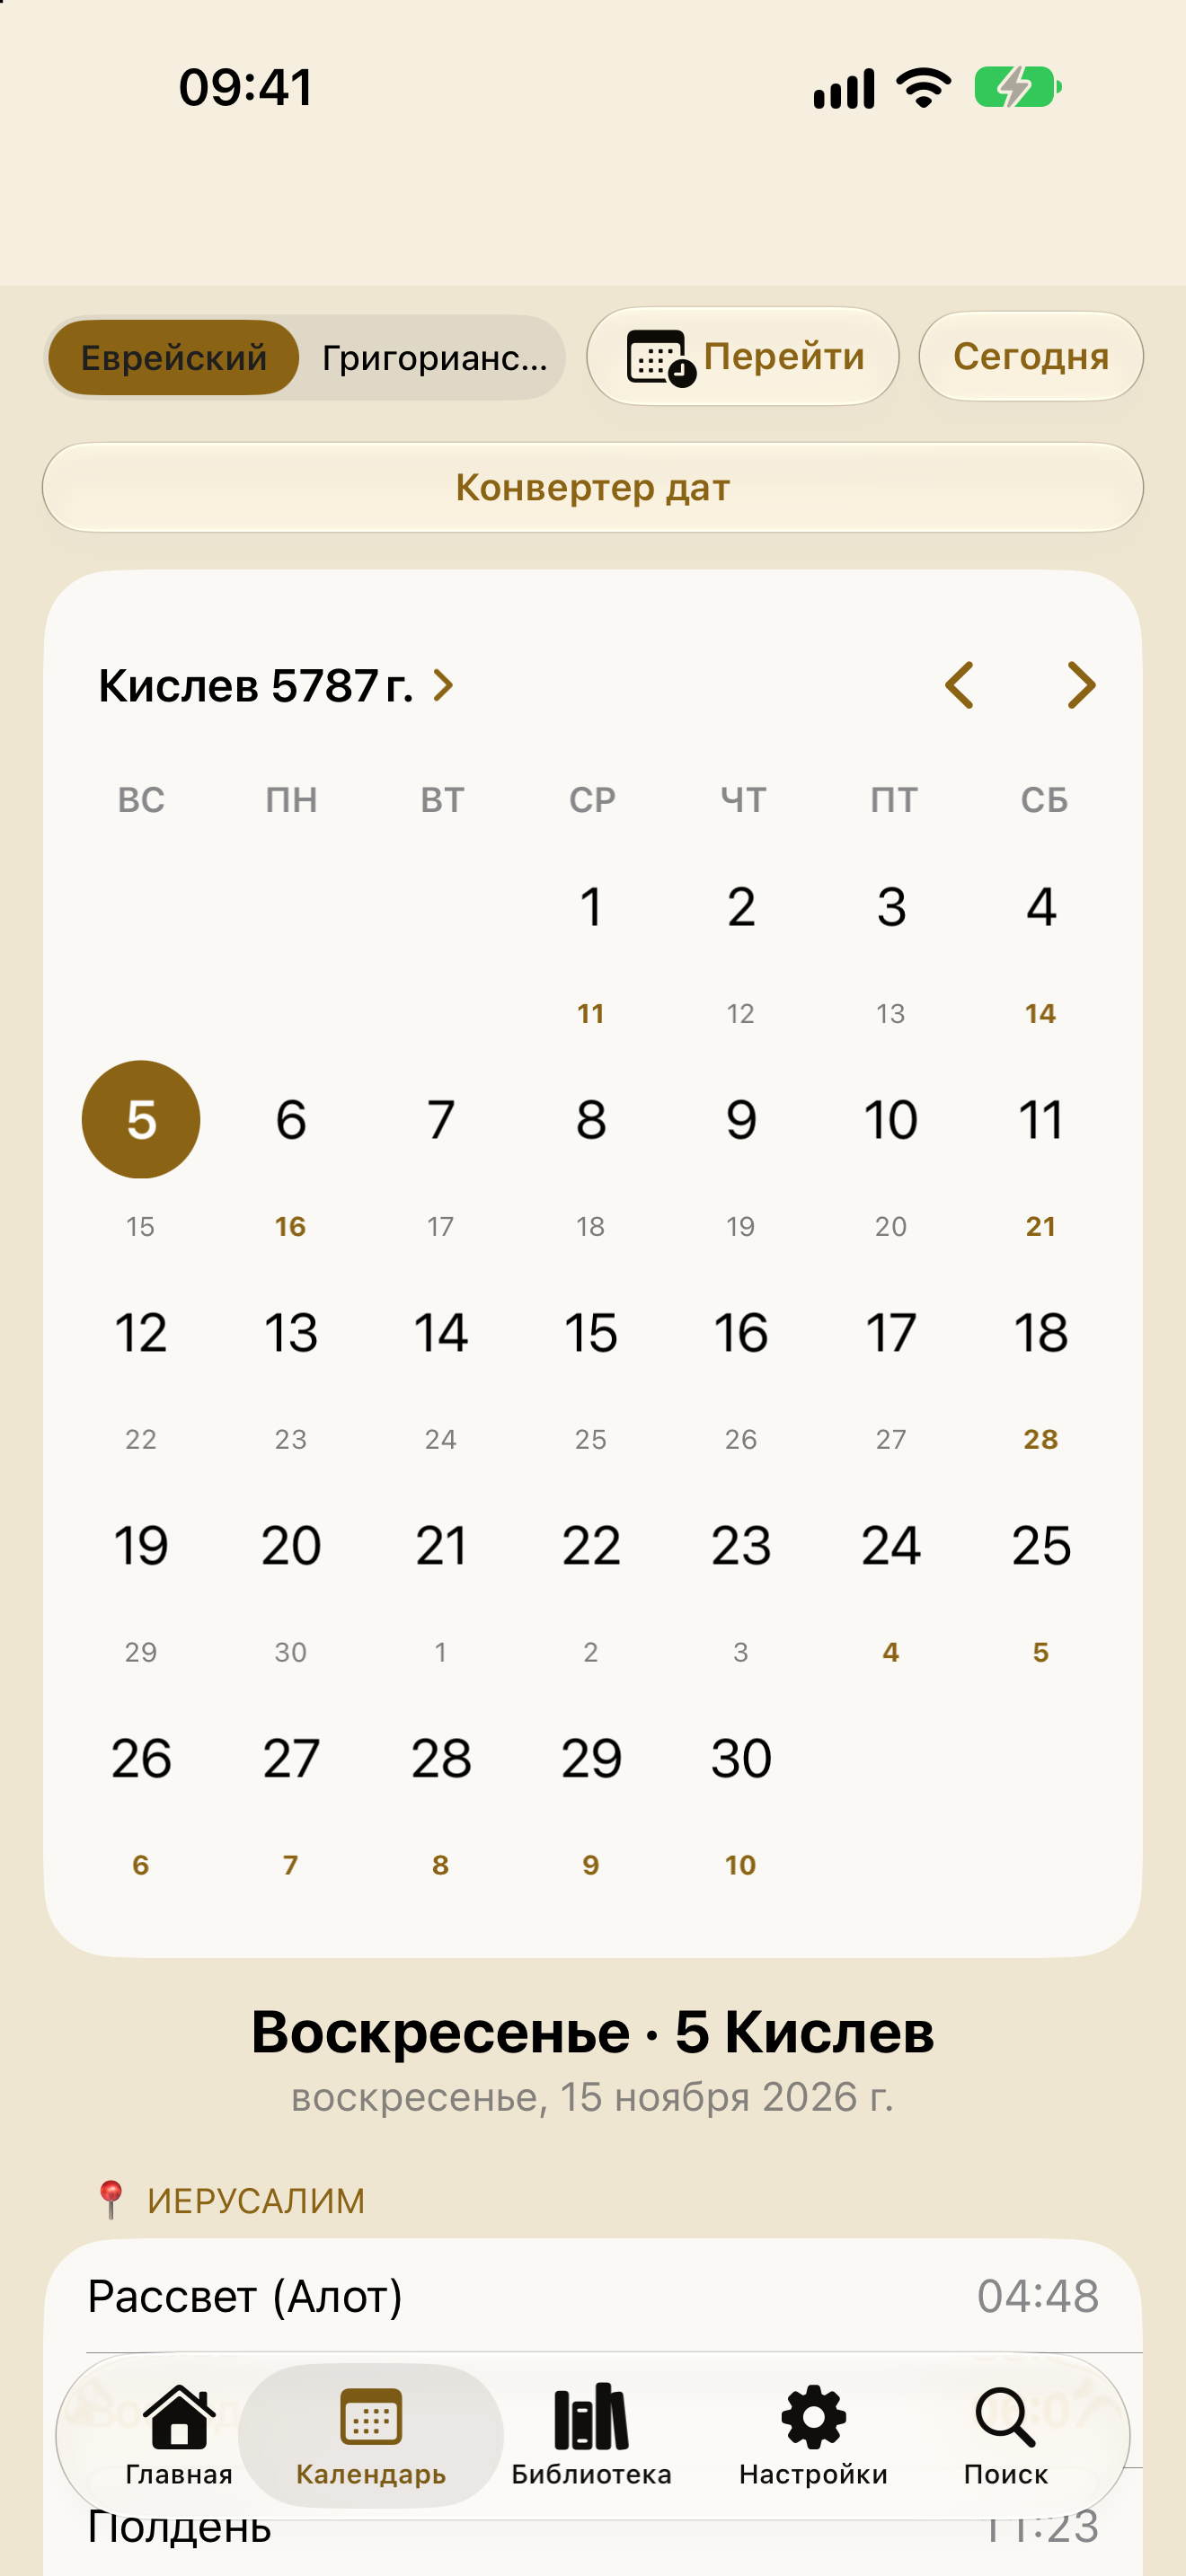 09:41
Еврейский Григорианс... Перейти Сегодня
Конвертер дат
Кислев 5787 г.
ВС ПН ВТ СР ЧТ ПТ СБ
1 2 3 4
11 12 13 14
5 6 7 8 9 10 11
15 16 17 18 19 20 21
12 13 14 15 16 17 18
22 23 24 25 26 27 28
19 20 21 22 23 24 25
29 30 1 2 3 4 5
26 27 28 29 30
6 7 8 9 10
Воскресенье · 5 Кислев
воскресенье, 15 ноября 2026 г.
ИЕРУСАЛИМ
Рассвет (Алот) 04:48
Главная Календарь Библиотека Настройки Поиск
Полдень 11:23